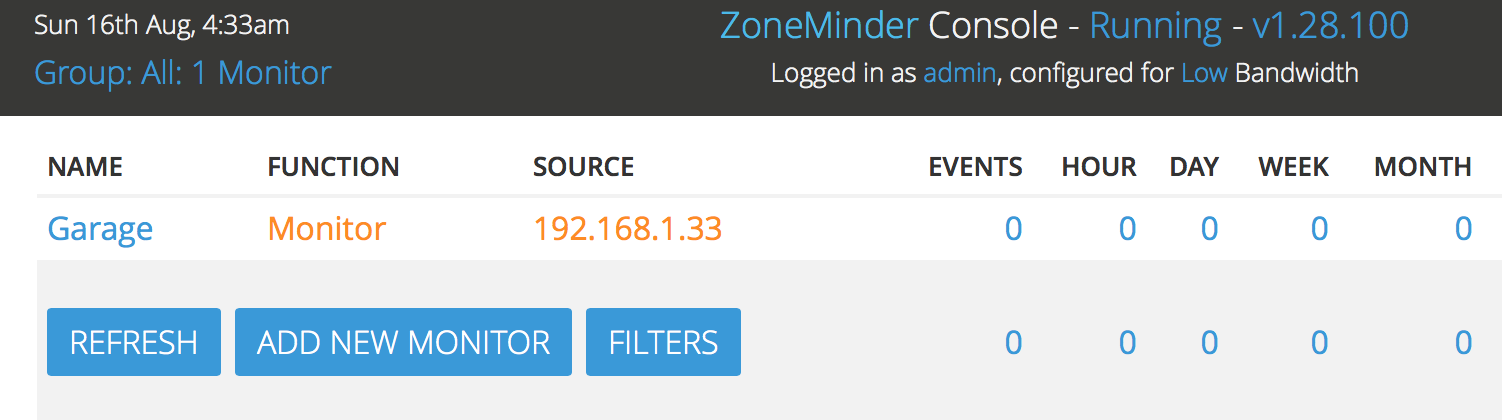 Sun 16th Aug, 4:33am
ZoneMinder Console - Running - v1.28.100
Group: All: 1 Monitor
Logged in as admin, configured for Low Bandwidth
NAME FUNCTION SOURCE EVENTS HOUR DAY WEEK MONTH
Garage Monitor 192.168.1.33 0 0 0 0 0
REFRESH ADD NEW MONITOR FILTERS 0 0 0 0 0